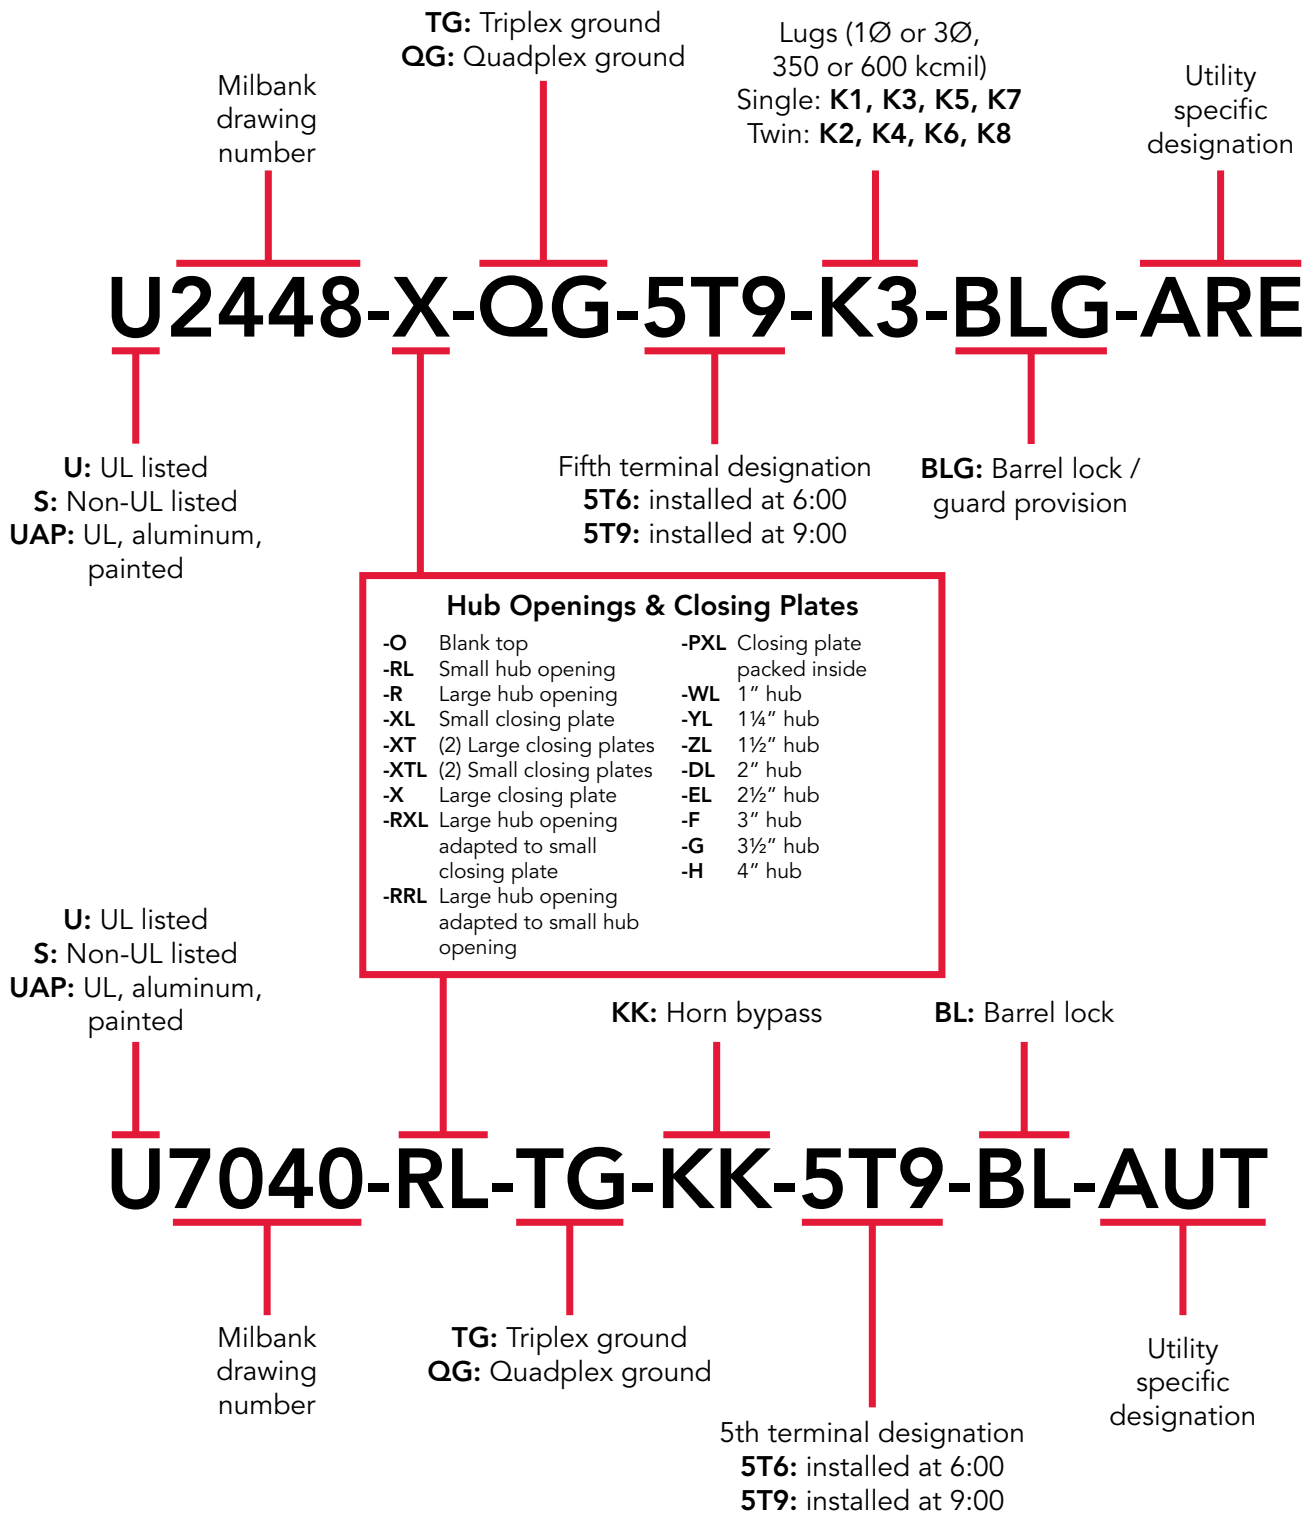 TG: Triplex ground
QG: Quadplex ground
Lugs (1Ø or 3Ø,
350 or 600 kcmil)
Single: K1, K3, K5, K7
Twin: K2, K4, K6, K8
Milbank
drawing
number
Utility
specific
designation
U2448-X-QG-5T9-K3-BLG-ARE
U: UL listed
S: Non-UL listed
UAP: UL, aluminum,
painted
Fifth terminal designation
5T6: installed at 6:00
5T9: installed at 9:00
BLG: Barrel lock /
guard provision
Hub Openings & Closing Plates
-O Blank top
-RL Small hub opening
-R Large hub opening
-XL Small closing plate
-XT (2) Large closing plates
-XTL (2) Small closing plates
-X Large closing plate
-RXL Large hub opening
adapted to small
closing plate
-RRL Large hub opening
adapted to small hub
opening
-PXL Closing plate
packed inside
-WL 1” hub
-YL 1¼” hub
-ZL 1½” hub
-DL 2” hub
-EL 2½” hub
-F 3” hub
-G 3½” hub
-H 4” hub
U: UL listed
S: Non-UL listed
UAP: UL, aluminum,
painted
KK: Horn bypass
BL: Barrel lock
U7040-RL-TG-KK-5T9-BL-AUT
Milbank
drawing
number
TG: Triplex ground
QG: Quadplex ground
5th terminal designation
5T6: installed at 6:00
5T9: installed at 9:00
Utility
specific
designation